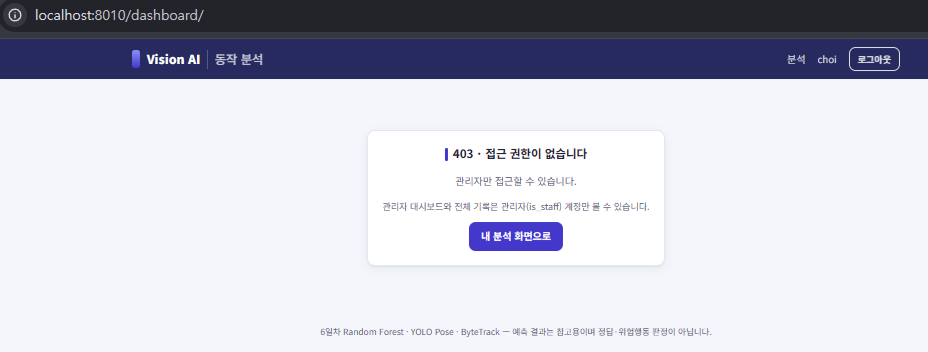 localhost:8010/dashboard/
Vision AI 동작 분석 분석 choi 로그아웃
403 · 접근 권한이 없습니다
관리자만 접근할 수 있습니다.
관리자 대시보드와 전체 기록은 관리자(is_staff) 계정만 볼 수 있습니다.
내 분석 화면으로
6일차 Random Forest · YOLO Pose · ByteTrack — 예측 결과는 참고용이며 정답·위험행동 판정이 아닙니다.